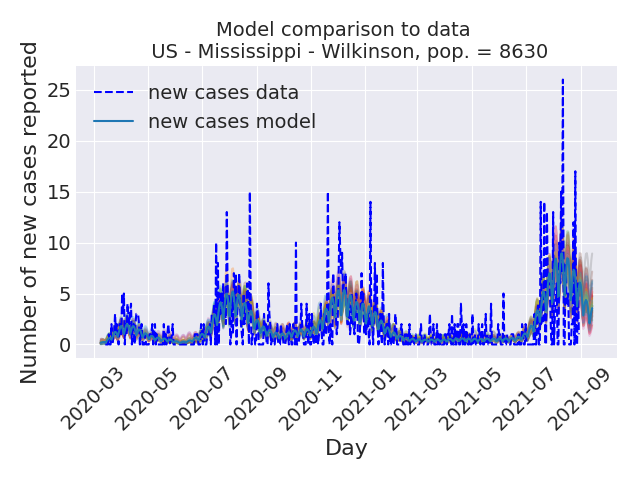 Model comparison to data
US - Mississippi - Wilkinson, pop. = 8630
Number of new cases reported
new cases data
new cases model
25
20
15
10
5
0
2020-03
2020-05
2020-07
2020-09
2020-11
2021-01
2021-03
2021-05
2021-07
2021-09
Day